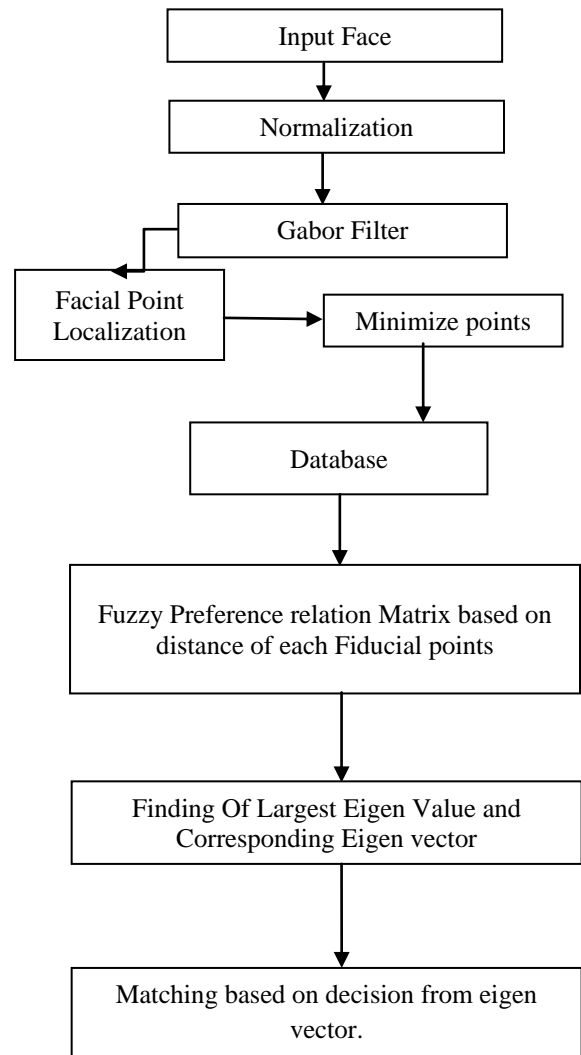 Input Face
Normalization
Gabor Filter
Facial Point
Localization
Minimize points
Database
Fuzzy Preference relation Matrix based on
distance of each Fiducial points
Finding Of Largest Eigen Value and
Corresponding Eigen vector
Matching based on decision from eigen
vector.